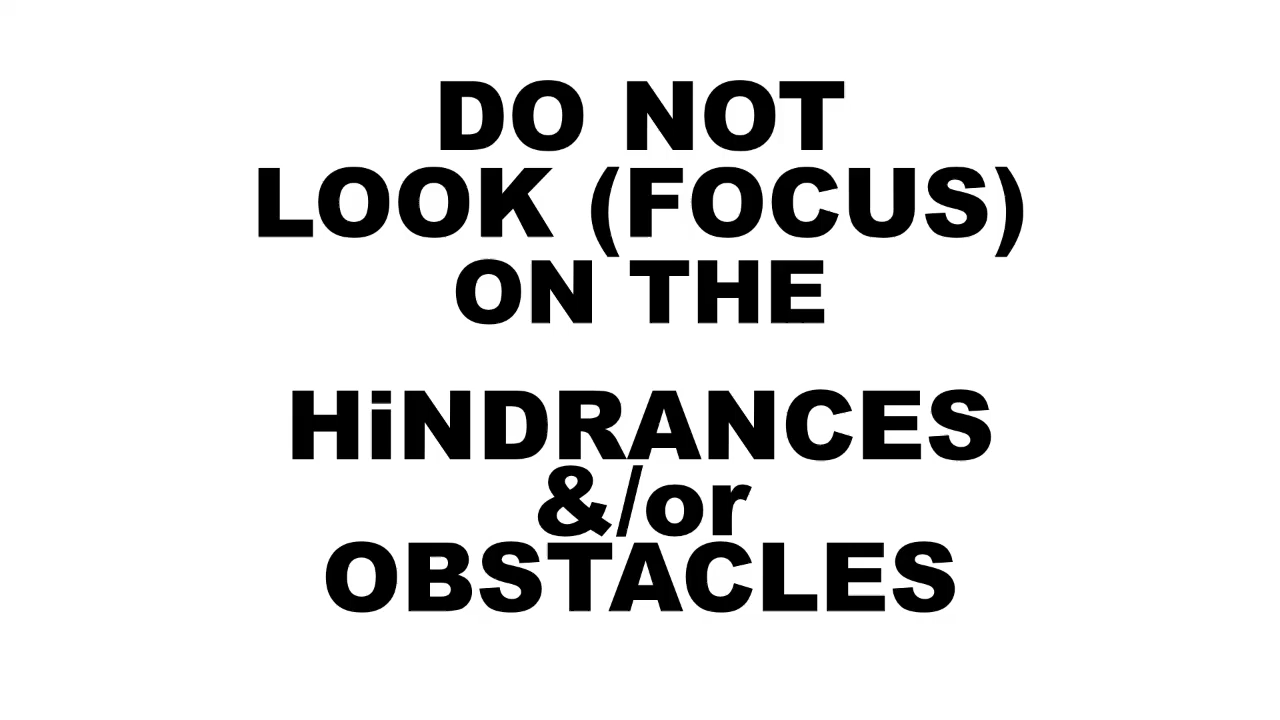 DO NOT
LOOK (FOCUS)
ON THE
HiNDRANCES
&/or
OBSTACLES